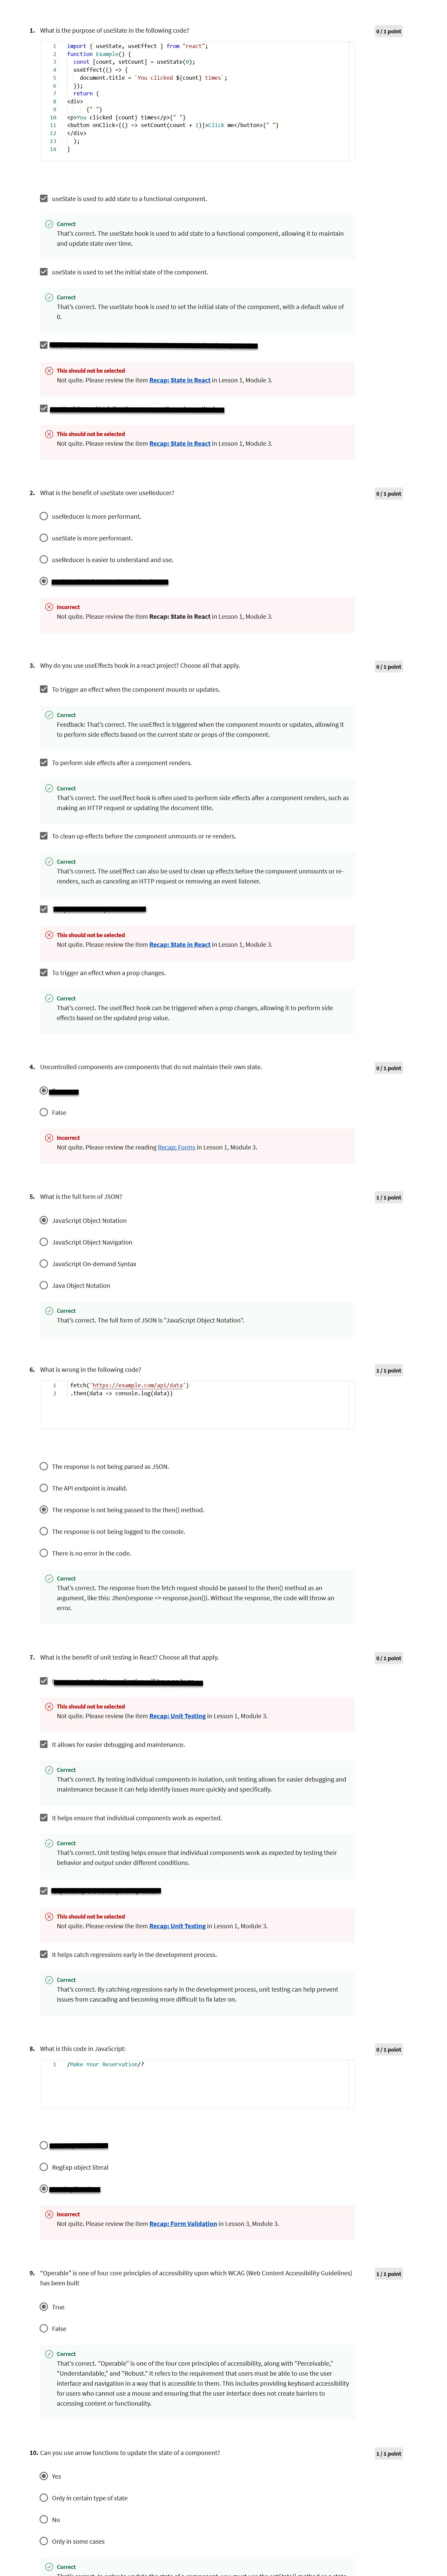 1. What is the purpose of useState in the following code?
0 / 1 point
1 import { useState, useEffect } from "react";
2 function Example() {
3 const [count, setCount] = useState(0);
4 useEffect(() => {
5 document.title = `You clicked ${count} times`;
6 });
7 return (
8 <div>
9 {" "}
10 <p>You clicked {count} times</p>{" "}
11 <button onClick={() => setCount(count + 1)}>Click me</button>{" "}
12 </div>
13 );
14 }
useState is used to add state to a functional component.
Correct
That's correct. The useState hook is used to add state to a functional component, allowing it to maintain
and update state over time.
useState is used to set the initial state of the component.
Correct
That's correct. The useState hook is used to set the initial state of the component, with a default value of
0.
This should not be selected
Not quite. Please review the item Recap: State in React in Lesson 1, Module 3.
This should not be selected
Not quite. Please review the item Recap: State in React in Lesson 1, Module 3.
2. What is the benefit of useState over useReducer?
0 / 1 point
useReducer is more performant.
useState is more performant.
useReducer is easier to understand and use.
Incorrect
Not quite. Please review the item Recap: State in React in Lesson 1, Module 3.
3. Why do you use useEffects hook in a react project? Choose all that apply.
0 / 1 point
To trigger an effect when the component mounts or updates.
Correct
Feedback: That's correct. The useEffect is triggered when the component mounts or updates, allowing it
to perform side effects based on the current state or props of the component.
To perform side effects after a component renders.
Correct
That's correct. The useEffect hook is often used to perform side effects after a component renders, such as
making an HTTP request or updating the document title.
To clean up effects before the component unmounts or re-renders.
Correct
That's correct. The useEffect can also be used to clean up effects before the component unmounts or re-
renders, such as canceling an HTTP request or removing an event listener.
This should not be selected
Not quite. Please review the item Recap: State in React in Lesson 1, Module 3.
To trigger an effect when a prop changes.
Correct
That's correct. The useEffect hook can be triggered when a prop changes, allowing it to perform side
effects based on the updated prop value.
4. Uncontrolled components are components that do not maintain their own state.
0 / 1 point
False
Incorrect
Not quite. Please review the reading Recap: Forms in Lesson 1, Module 3.
5. What is the full form of JSON?
1 / 1 point
JavaScript Object Notation
JavaScript Object Navigation
JavaScript On-demand Syntax
Java Object Notation
Correct
That's correct. The full form of JSON is "JavaScript Object Notation".
6. What is wrong in the following code?
1 / 1 point
1 fetch('https://example.com/api/data')
2 .then(data => console.log(data))
The response is not being parsed as JSON.
The API endpoint is invalid.
The response is not being passed to the then() method.
The response is not being logged to the console.
There is no error in the code.
Correct
That's correct. The response from the fetch request should be passed to the then() method as an
argument, like this: .then(response => response.json()). Without the response, the code will throw an
error.
7. What is the benefit of unit testing in React? Choose all that apply.
0 / 1 point
This should not be selected
Not quite. Please review the item Recap: Unit Testing in Lesson 1, Module 3.
It allows for easier debugging and maintenance.
Correct
That's correct. By testing individual components in isolation, unit testing allows for easier debugging and
maintenance because it can help identify issues more quickly and specifically.
It helps ensure that individual components work as expected.
Correct
That's correct. Unit testing helps ensure that individual components work as expected by testing their
behavior and output under different conditions.
This should not be selected
Not quite. Please review the item Recap: Unit Testing in Lesson 1, Module 3.
It helps catch regressions early in the development process.
Correct
That's correct. By catching regressions early in the development process, unit testing can help prevent
issues from cascading and becoming more difficult to fix later on.
8. What is this code in JavaScript:
0 / 1 point
1 /Make Your Reservation/?
RegExp object literal
Incorrect
Not quite. Please review the item Recap: Form Validation in Lesson 3, Module 3.
9. "Operable" is one of four core principles of accessibility upon which WCAG (Web Content Accessibility Guidelines)
has been built
1 / 1 point
True
False
Correct
That's correct. "Operable" is one of the four core principles of accessibility, along with "Perceivable,"
"Understandable," and "Robust." It refers to the requirement that users must be able to use the user
interface and navigation in a way that is accessible to them. This includes providing keyboard accessibility
for users who cannot use a mouse and ensuring that the user interface does not create barriers to
accessing content or functionality.
10. Can you use arrow functions to update the state of a component?
1 / 1 point
Yes
Only in certain type of state
No
Only in some cases
Correct